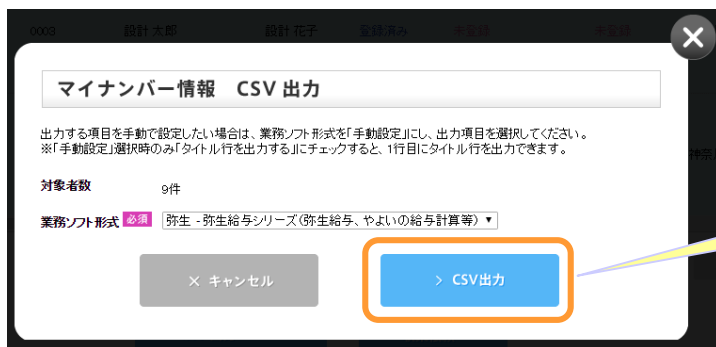 0003 設計 太郎 設計 花子 登録済み 未登録 未登録
マイナンバー情報 CSV 出力
出力する項目を手動で設定したい場合は、業務ソフト形式を「手動設定」にし、出力項目を選択してください。
※「手動設定」選択時のみ「タイトル行を出力する」にチェックすると、1行目にタイトル行を出力できます。
神奈
対象者数 9件
業務ソフト形式 必須 弥生 - 弥生給与シリーズ(弥生給与、やよいの給与計算等) ▼
× キャンセル
> CSV出力